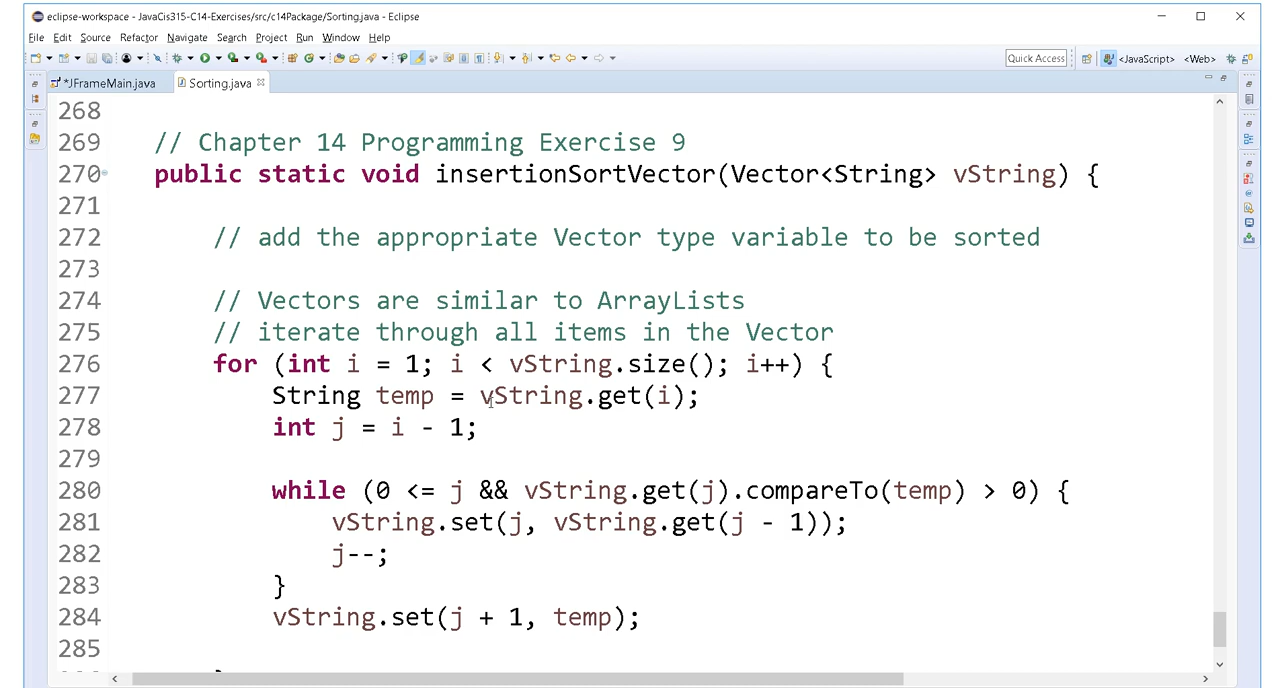 eclipse-workspace - JavaCis315-C14-Exercises/src/c14Package/Sorting.java - Eclipse
File Edit Source Refactor Navigate Search Project Run Window Help
Quick Access <JavaScript> <Web>
*JFrameMain.java Sorting.java
268
269 // Chapter 14 Programming Exercise 9
270 public static void insertionSortVector(Vector<String> vString) {
271
272 // add the appropriate Vector type variable to be sorted
273
274 // Vectors are similar to ArrayLists
275 // iterate through all items in the Vector
276 for (int i = 1; i < vString.size(); i++) {
277 String temp = vString.get(i);
278 int j = i - 1;
279
280 while (0 <= j && vString.get(j).compareTo(temp) > 0) {
281 vString.set(j, vString.get(j - 1));
282 j--;
283 }
284 vString.set(j + 1, temp);
285